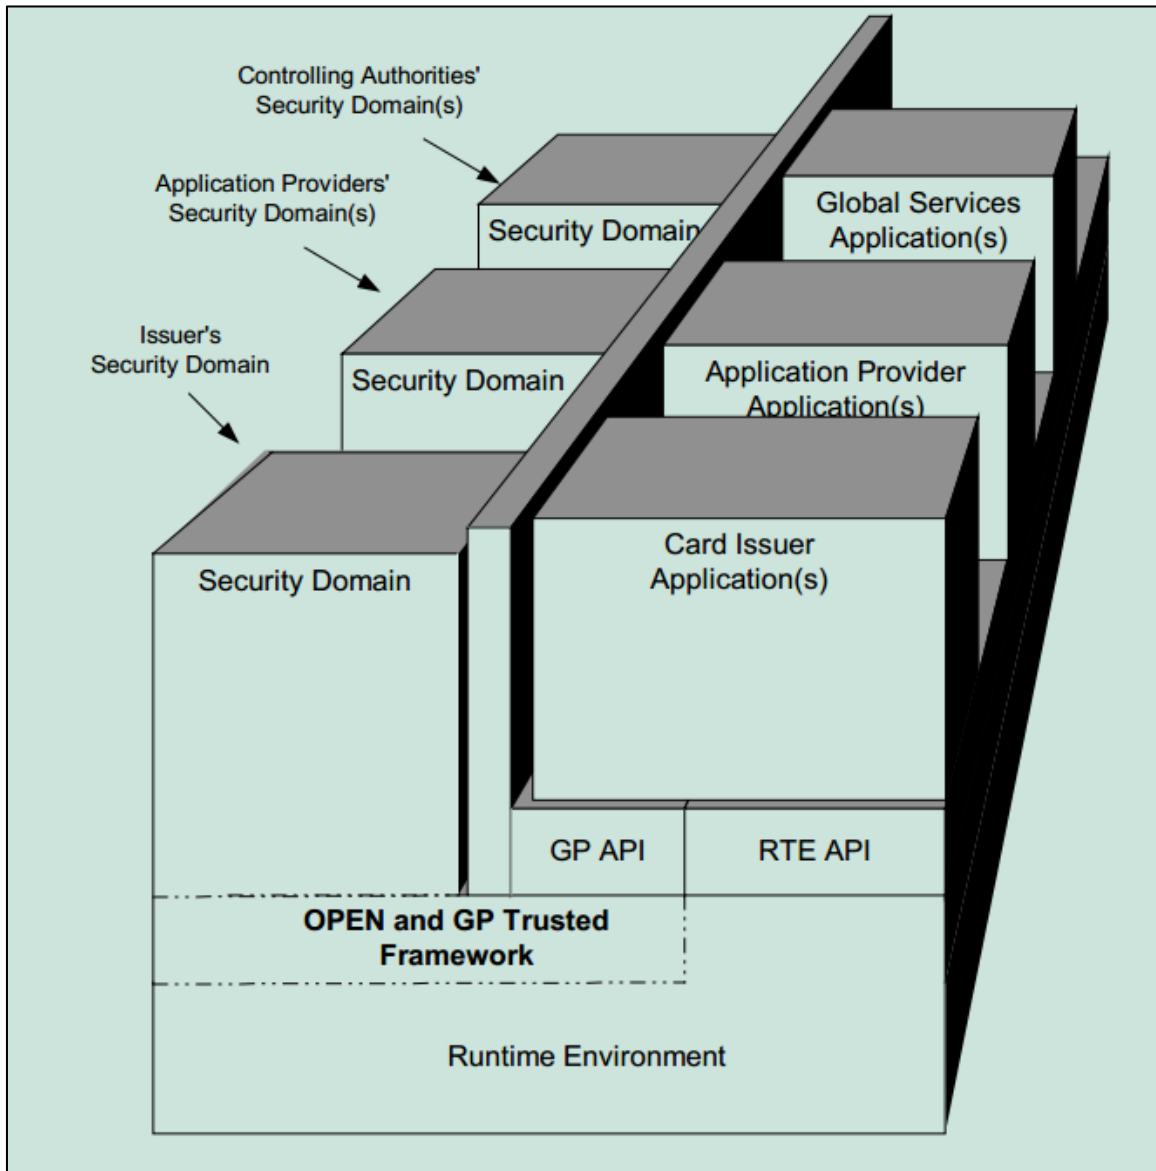 Controlling Authorities'
Security Domain(s)
Application Providers'
Security Domain(s)
Issuer's
Security Domain
Security Domain
Global Services
Application(s)
Security Domain
Application Provider
Application(s)
Security Domain
Card Issuer
Application(s)
GP API
RTE API
OPEN and GP Trusted
Framework
Runtime Environment